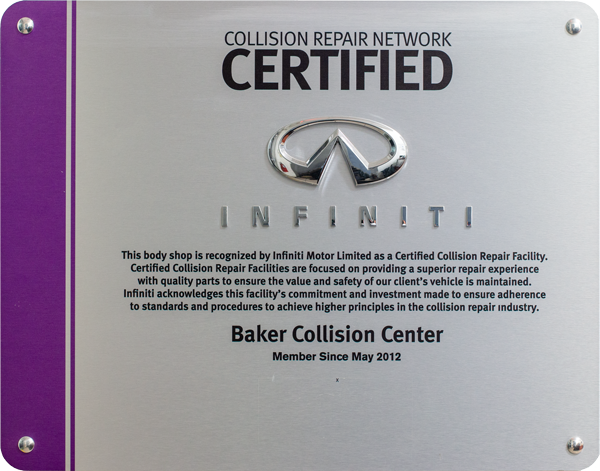 COLLISION REPAIR NETWORK
CERTIFIED
INFINITI
This body shop is recognized by Infiniti Motor Limited as a Certified Collision Repair Facility.
Certified Collision Repair Facilities are focused on providing a superior repair experience
with quality parts to ensure the value and safety of our client's vehicle is maintained.
Infiniti acknowledges this facility's commitment and investment made to ensure adherence
to standards and procedures to achieve higher principles in the collision repair industry.
Baker Collision Center
Member Since May 2012
x